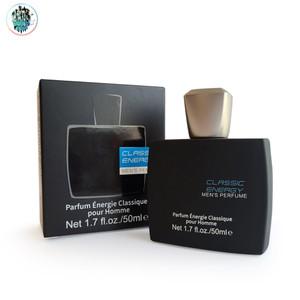 CLASSIC
ENERGY
MEN'S PERFUME
Parfum Énergie Classique
pour Homme
Net 1.7 fl.oz./50ml e
CLASSIC
ENERGY
MEN'S PERFUME
Parfum Énergie Classique
pour Homme
Net 1.7 fl.oz./50ml e